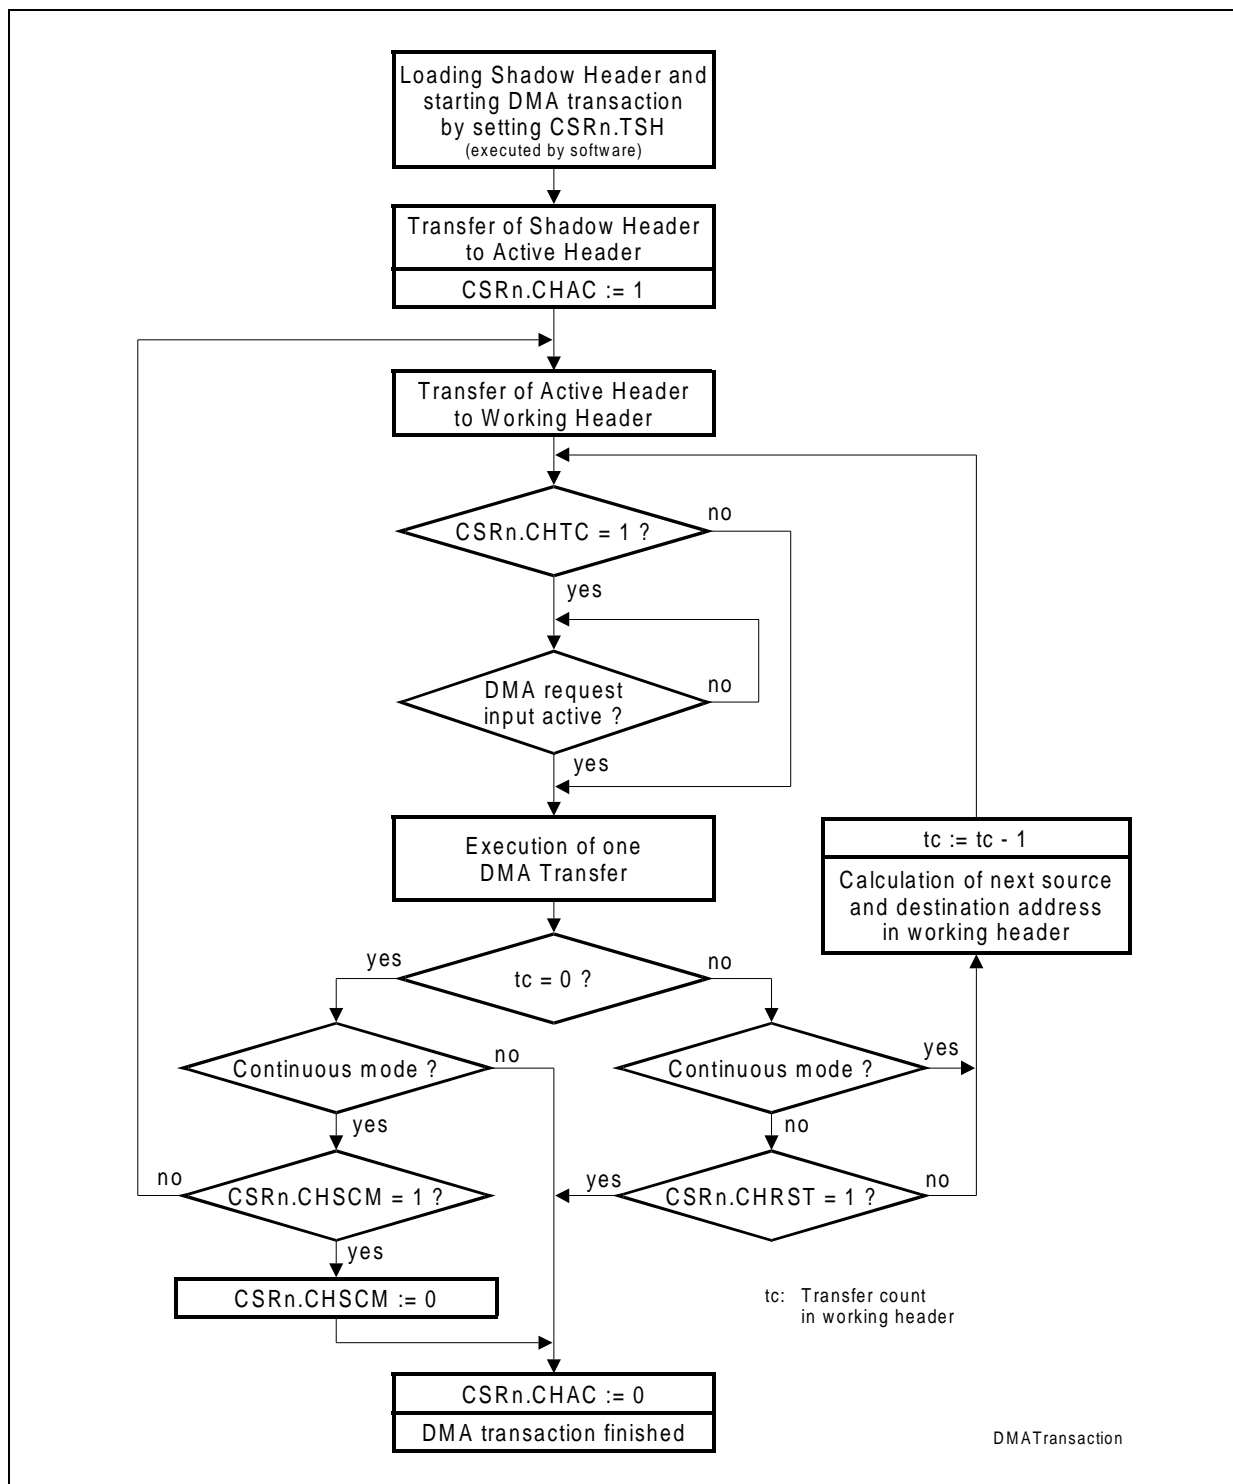 Loading Shadow Header and
starting DMA transaction
by setting CSRn.TSH
(executed by software)
Transfer of Shadow Header
to Active Header
CSRn.CHAC := 1
Transfer of Active Header
to Working Header
CSRn.CHTC = 1 ?
no
yes
DMA request
input active ?
no
yes
Execution of one
DMA Transfer
tc := tc - 1
Calculation of next source
and destination address
in working header
yes
tc = 0 ?
no
Continuous mode ?
no
Continuous mode ?
yes
yes
no
no
CSRn.CHSCM = 1 ?
yes
CSRn.CHRST = 1 ?
no
yes
CSRn.CHSCM := 0
tc: Transfer count
in working header
CSRn.CHAC := 0
DMA transaction finished
DMATransaction